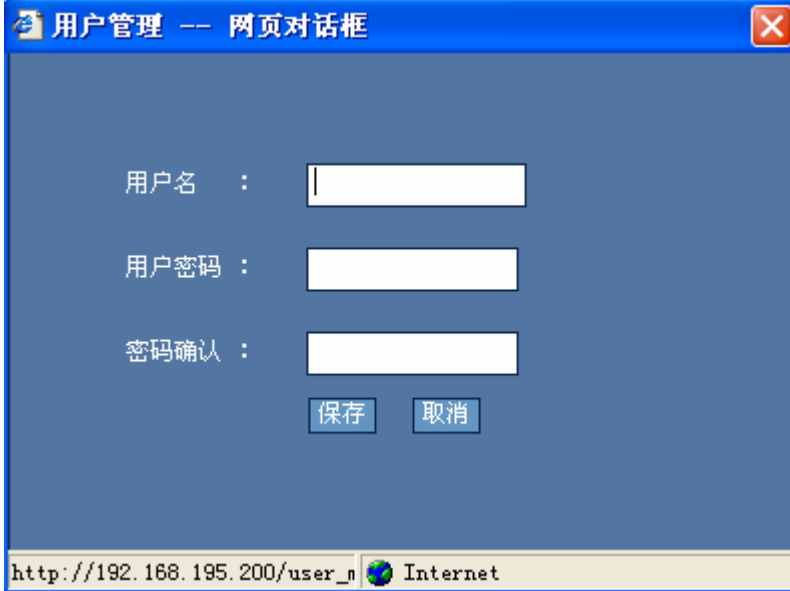 用户管理 -- 网页对话框
用户名 :
用户密码 :
密码确认 :
保存 取消
http://192.168.195.200/user_m Internet